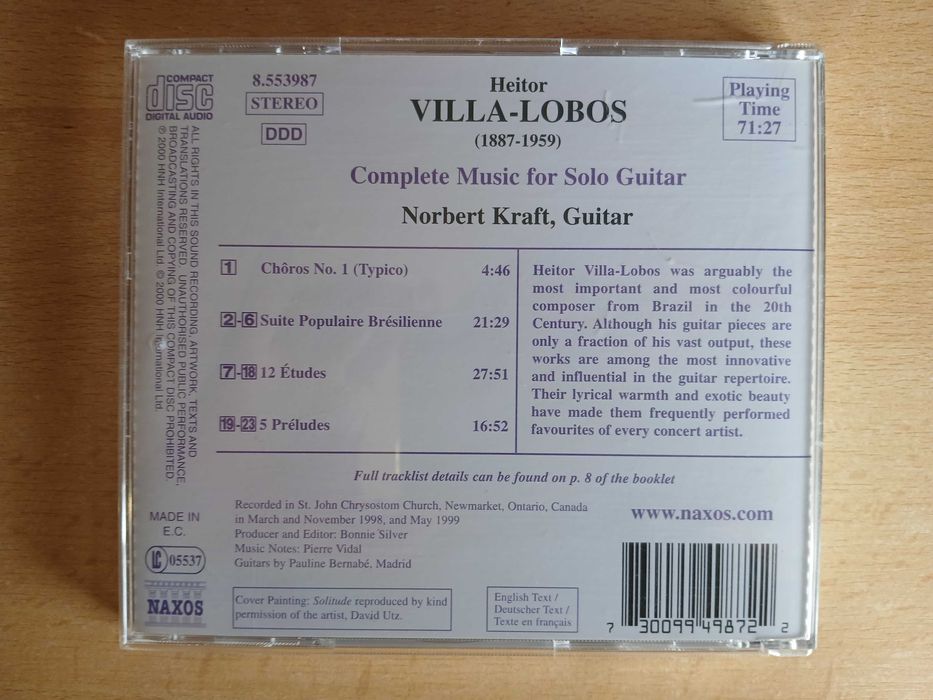 COMPACT
disc
DIGITAL AUDIO
8.553987
STEREO
DDD
Heitor
VILLA-LOBOS
(1887-1959)
Playing
Time
71:27
Complete Music for Solo Guitar
Norbert Kraft, Guitar
1 Chôros No. 1 (Typico) 4:46
2-6 Suite Populaire Brésilienne 21:29
7-18 12 Études 27:51
19-23 5 Préludes 16:52
Heitor Villa-Lobos was arguably the
most important and most colourful
composer from Brazil in the 20th
Century. Although his guitar pieces are
only a fraction of his vast output, these
works are among the most innovative
and influential in the guitar repertoire.
Their lyrical warmth and exotic beauty
have made them frequently performed
favourites of every concert artist.
Full tracklist details can be found on p. 8 of the booklet
Recorded in St. John Chrysostom Church, Newmarket, Ontario, Canada
in March and November 1998, and May 1999
Producer and Editor: Bonnie Silver
Music Notes: Pierre Vidal
Guitars by Pauline Bernabé, Madrid
www.naxos.com
Cover Painting: Solitude reproduced by kind
permission of the artist, David Utz.
English Text /
Deutscher Text /
Texte en français
7 30099 49872 2
ALL RIGHTS IN THIS SOUND RECORDING, ARTWORK, TEXTS AND
TRANSLATIONS RESERVED. UNAUTHORISED PUBLIC PERFORMANCE,
BROADCASTING AND COPYING OF THIS COMPACT DISC PROHIBITED.
℗ 2000 HNH International Ltd. © 2000 HNH International Ltd.
MADE IN
E.C.
LC 05537
NAXOS